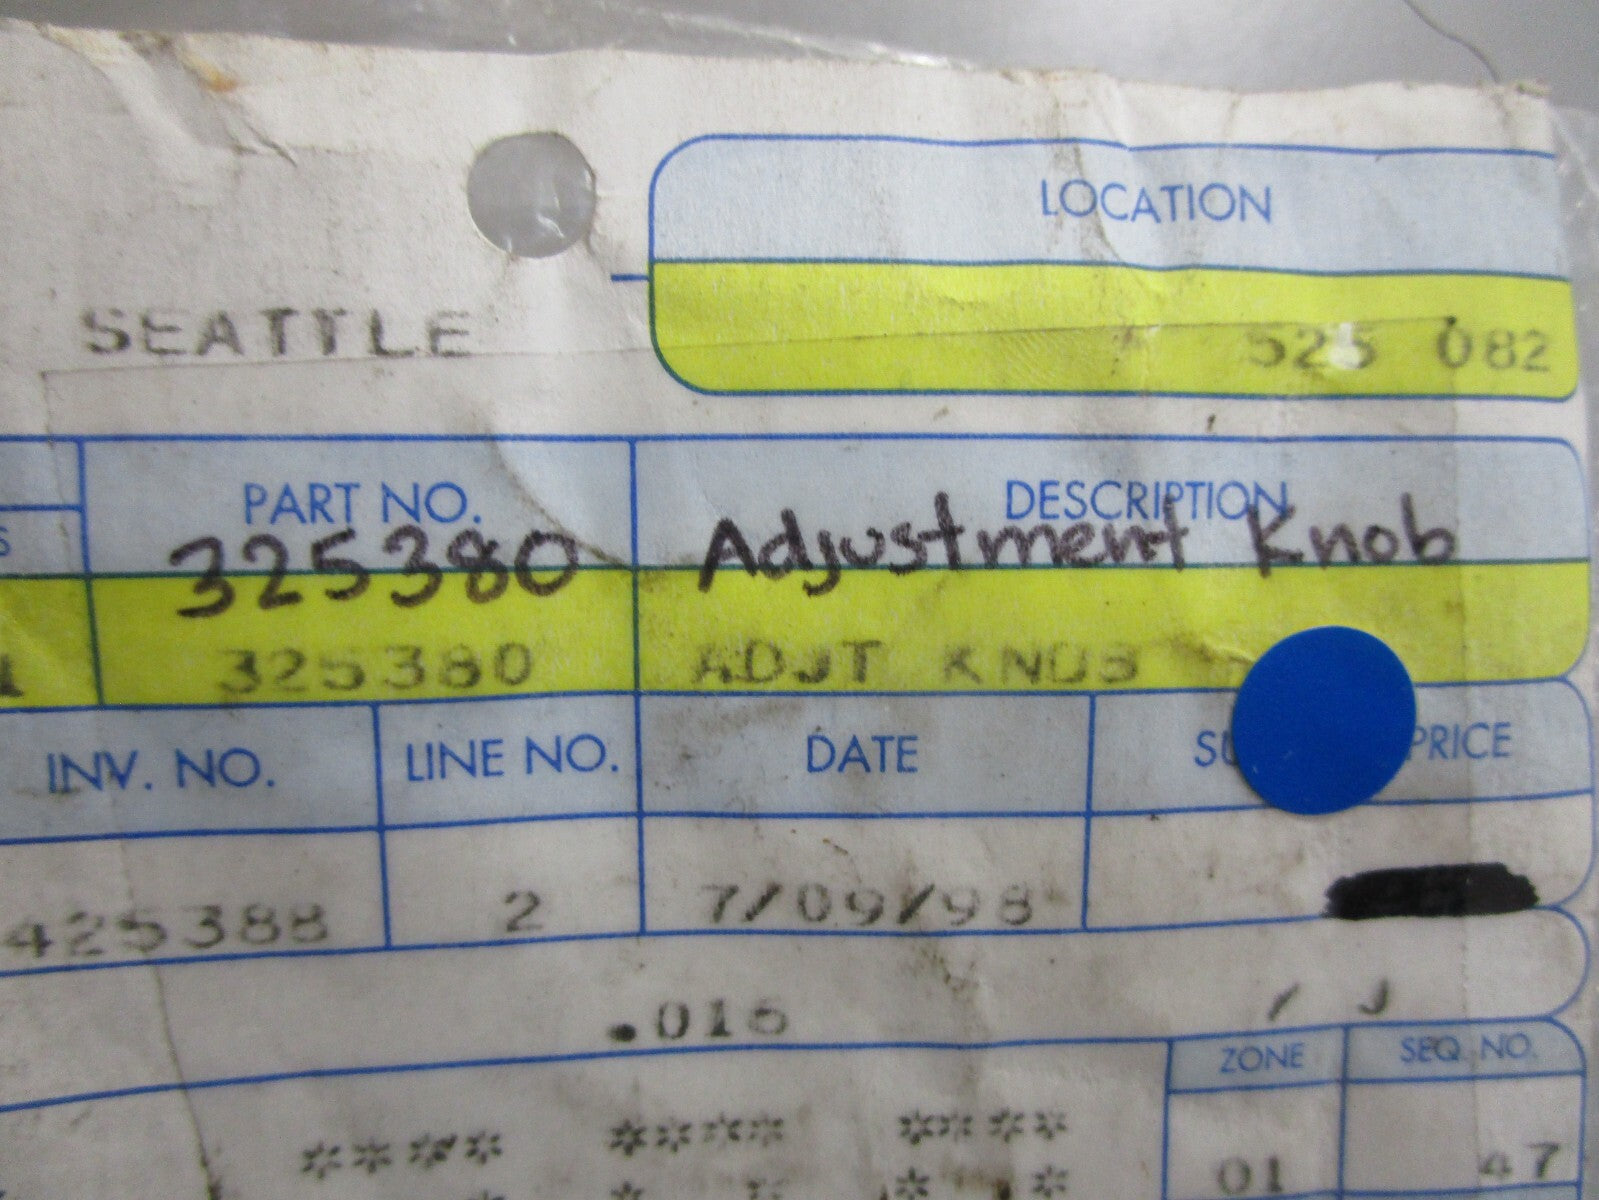 LOCATION
SEATTLE 525 082
PART NO. DESCRIPTION
325380 Adjustment Knob
325380 ADJT KNOB
INV. NO. LINE NO. DATE PRICE
425388 2 7/09/98
.016 / J
ZONE SEQ. NO.
**** **** ****
01 47